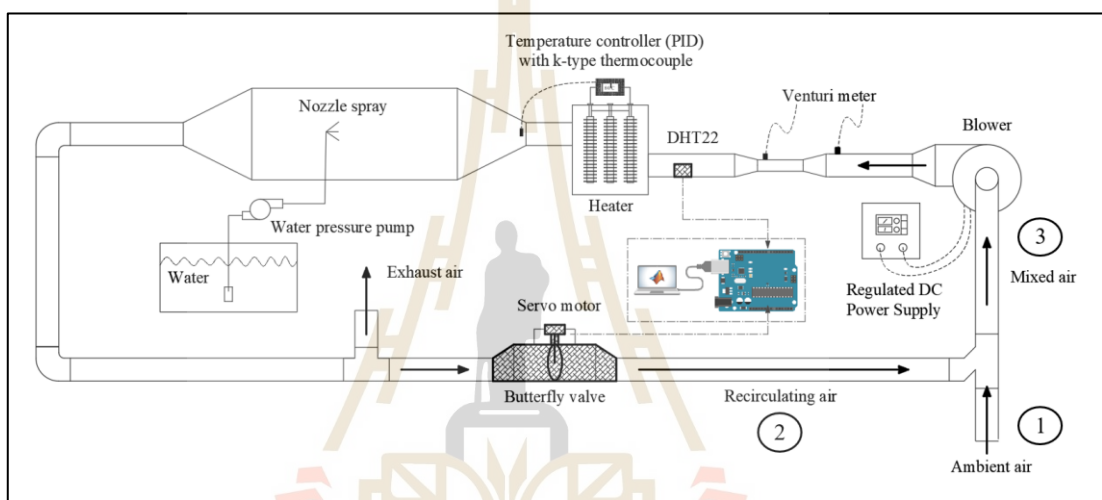 Temperature controller (PID)
with k-type thermocouple
Nozzle spray
Venturi meter
DHT22
Blower
Heater
Water pressure pump
Water
Exhaust air
3
Mixed air
Regulated DC
Power Supply
Servo motor
Butterfly valve
Recirculating air
2
1
Ambient air